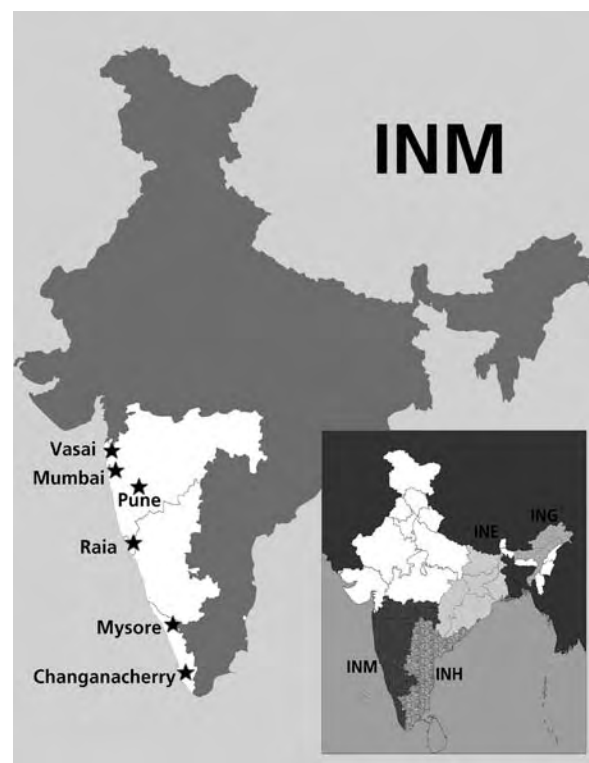 INM
Vasai
Mumbai
Pune
Raia
Mysore
Changanacherry
INE
ING
INM
INH